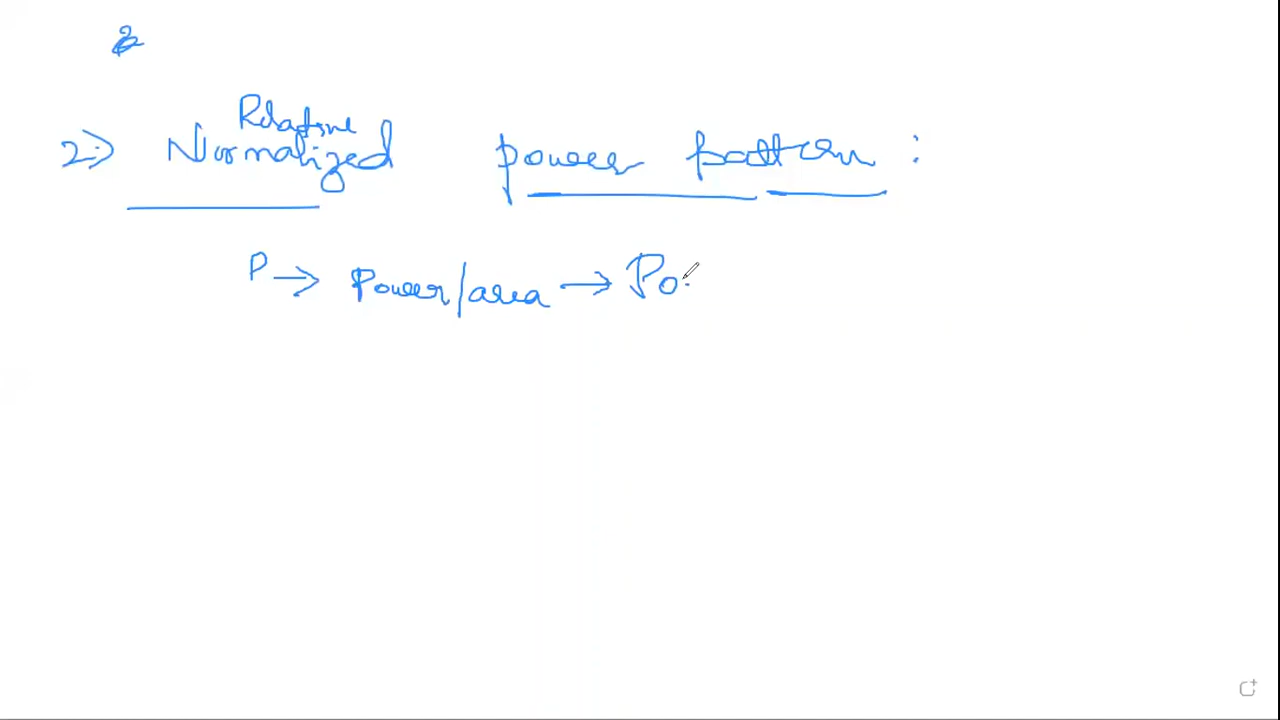 Relative
2:) Normalized power pattern :
P → Power/area → Po